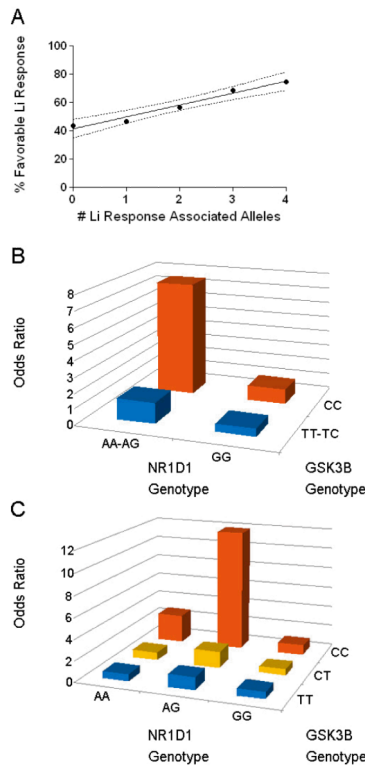 A
% Favorable Li Response
100
80
60
40
20
0
0 1 2 3 4
# Li Response Associated Alleles
B
Odds Ratio
8
7
6
5
4
3
2
1
0
AA-AG
GG
TT-TC
CC
NR1D1
Genotype
GSK3B
Genotype
C
Odds Ratio
12
10
8
6
4
2
0
AA
AG
GG
TT
CT
CC
NR1D1
Genotype
GSK3B
Genotype